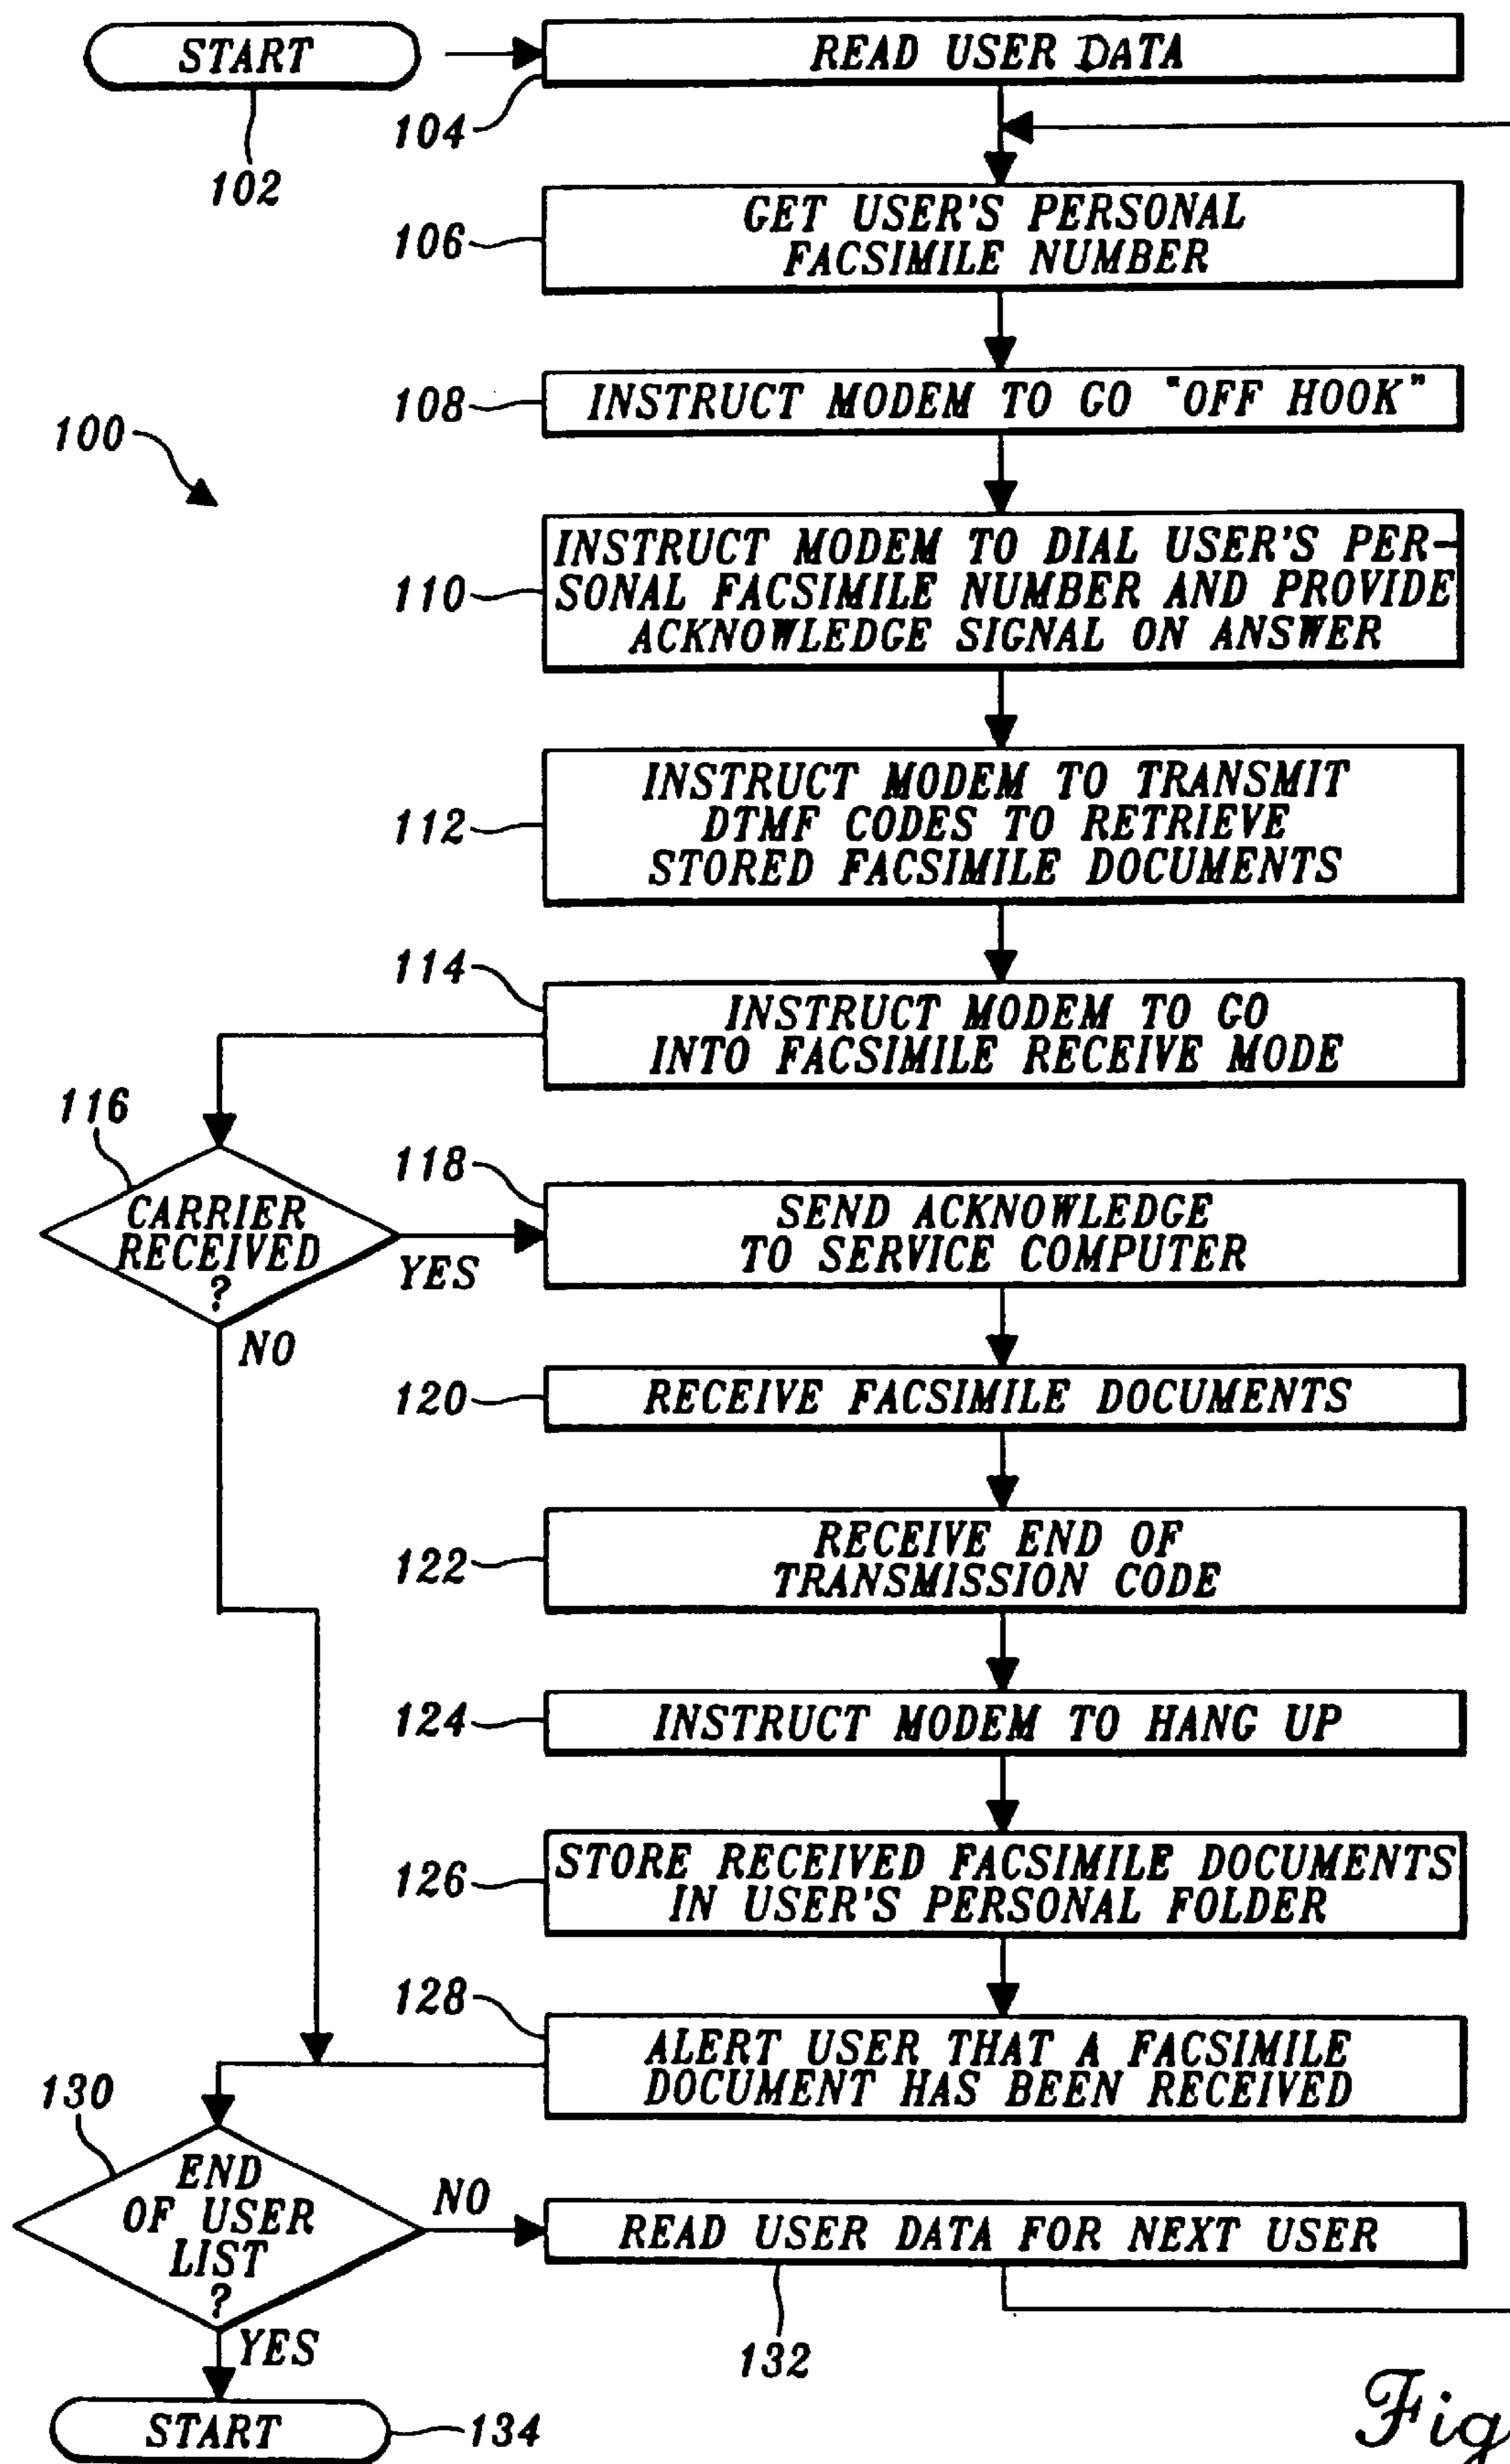 START
READ USER DATA
104
102
GET USER'S PERSONAL
FACSIMILE NUMBER
106
INSTRUCT MODEM TO GO "OFF HOOK"
108
100
INSTRUCT MODEM TO DIAL USER'S PER-
SONAL FACSIMILE NUMBER AND PROVIDE
ACKNOWLEDGE SIGNAL ON ANSWER
110
INSTRUCT MODEM TO TRANSMIT
DTMF CODES TO RETRIEVE
STORED FACSIMILE DOCUMENTS
112
114
INSTRUCT MODEM TO GO
INTO FACSIMILE RECEIVE MODE
116
CARRIER
RECEIVED
?
YES
NO
118
SEND ACKNOWLEDGE
TO SERVICE COMPUTER
120
RECEIVE FACSIMILE DOCUMENTS
122
RECEIVE END OF
TRANSMISSION CODE
124
INSTRUCT MODEM TO HANG UP
126
STORE RECEIVED FACSIMILE DOCUMENTS
IN USER'S PERSONAL FOLDER
128
ALERT USER THAT A FACSIMILE
DOCUMENT HAS BEEN RECEIVED
130
END
OF USER
LIST
?
NO
READ USER DATA FOR NEXT USER
132
YES
START
134
Fig